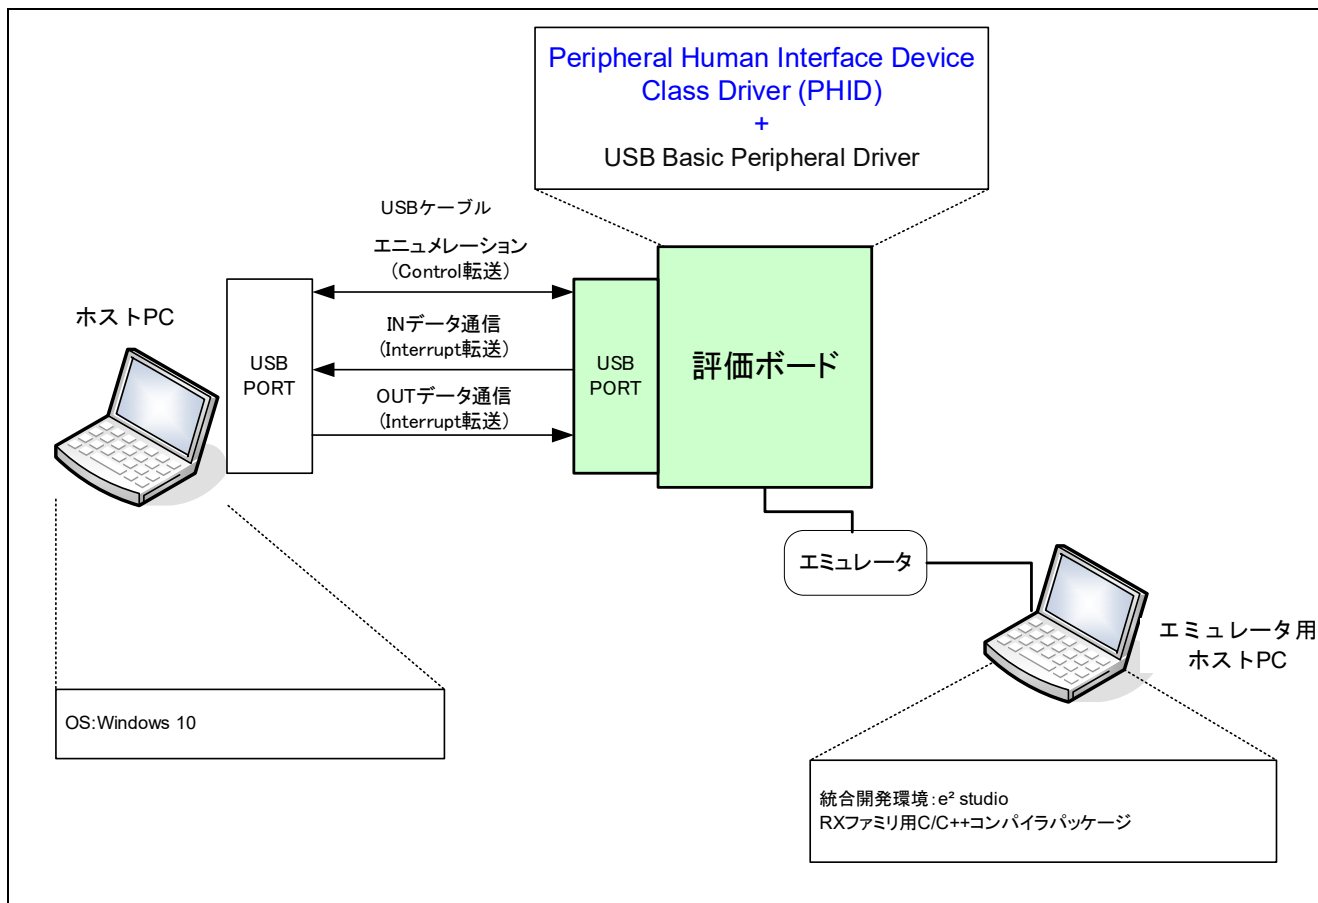 Peripheral Human Interface Device
Class Driver (PHID)
+
USB Basic Peripheral Driver
USBケーブル
エニュメレーション
(Control転送)
ホストPC
INデータ通信
(Interrupt転送)
USB
PORT
USB
PORT
評価ボード
OUTデータ通信
(Interrupt転送)
エミュレータ
エミュレータ用
ホストPC
OS:Windows 10
統合開発環境:e² studio
RXファミリ用C/C++コンパイラパッケージ